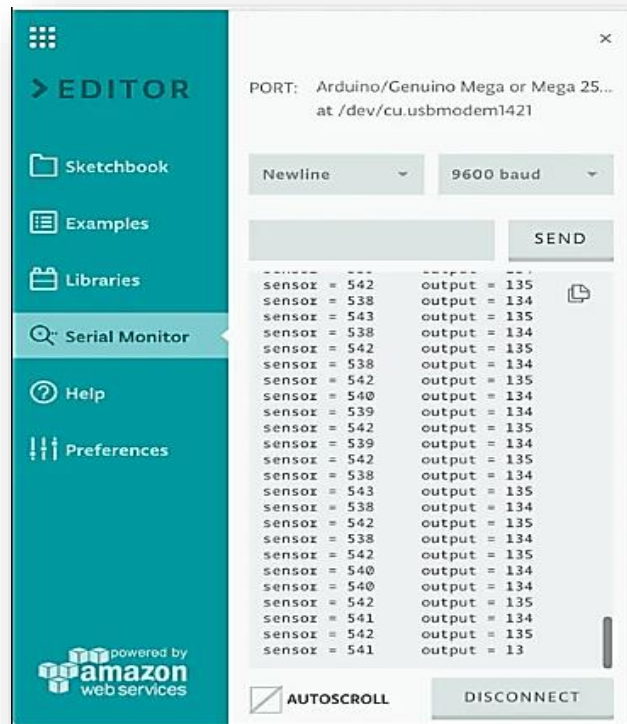 > EDITOR
Sketchbook
Examples
Libraries
Serial Monitor
Help
Preferences
powered by
amazon
web services
×
PORT: Arduino/Genuino Mega or Mega 25...
at /dev/cu.usbmodem1421
Newline 9600 baud
SEND
sensor = 542 output = 135
sensor = 538 output = 134
sensor = 543 output = 135
sensor = 538 output = 134
sensor = 542 output = 135
sensor = 538 output = 134
sensor = 542 output = 135
sensor = 540 output = 134
sensor = 539 output = 134
sensor = 542 output = 135
sensor = 539 output = 134
sensor = 542 output = 135
sensor = 538 output = 134
sensor = 543 output = 135
sensor = 538 output = 134
sensor = 542 output = 135
sensor = 538 output = 134
sensor = 542 output = 135
sensor = 540 output = 134
sensor = 540 output = 134
sensor = 542 output = 135
sensor = 541 output = 134
sensor = 542 output = 135
sensor = 541 output = 13
AUTOSCROLL
DISCONNECT